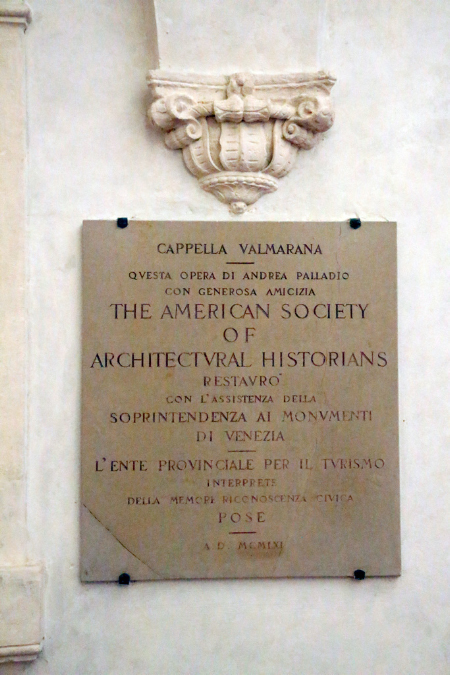 CAPPELLA VALMARANA
QVESTA OPERA DI ANDREA PALLADIO
CON GENEROSA AMICIZIA
THE AMERICAN SOCIETY
OF
ARCHITECTVRAL HISTORIANS
RESTAVRO'
CON L'ASSISTENZA DELLA
SOPRINTENDENZA AI MONVMENTI
DI VENEZIA
L'ENTE PROVINCIALE PER IL TVRISMO
INTERPRETE
DELLA MEMORE RICONOSCENZA CIVICA
POSE
A D MCMLXI